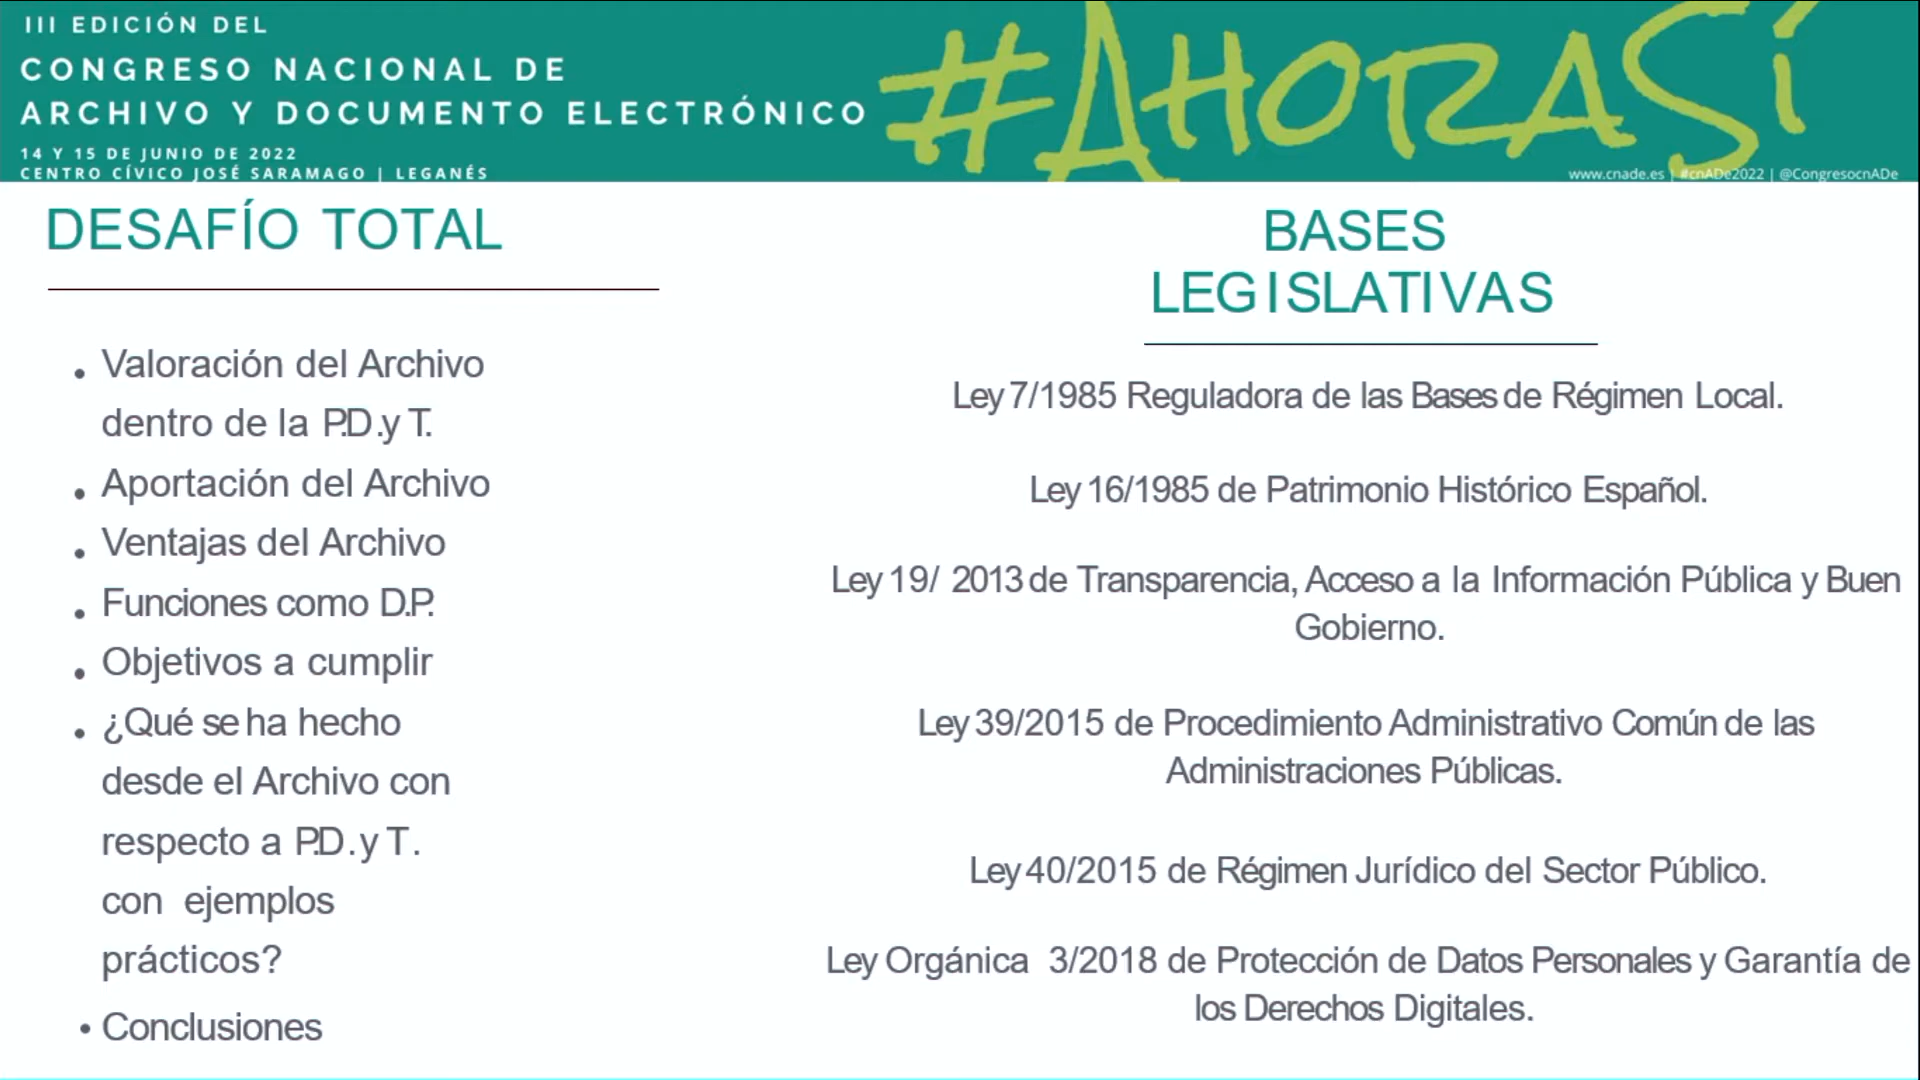 III EDICIÓN DEL
CONGRESO NACIONAL DE
ARCHIVO Y DOCUMENTO ELECTRÓNICO
14 Y 15 DE JUNIO DE 2022
CENTRO CÍVICO JOSÉ SARAMAGO | LEGANÉS
#AHORASÍ
www.cnade.es | #cnADe2022 | @CongresocnADe
DESAFÍO TOTAL
• Valoración del Archivo
dentro de la P.D.y T.
• Aportación del Archivo
• Ventajas del Archivo
• Funciones como D.P.
• Objetivos a cumplir
• ¿Qué se ha hecho
desde el Archivo con
respecto a P.D.y T.
con ejemplos
prácticos?
• Conclusiones
BASES
LEGISLATIVAS
Ley 7/1985 Reguladora de las Bases de Régimen Local.
Ley 16/1985 de Patrimonio Histórico Español.
Ley 19/ 2013 de Transparencia, Acceso a la Información Pública y Buen
Gobierno.
Ley 39/2015 de Procedimiento Administrativo Común de las
Administraciones Públicas.
Ley 40/2015 de Régimen Jurídico del Sector Público.
Ley Orgánica 3/2018 de Protección de Datos Personales y Garantía de
los Derechos Digitales.